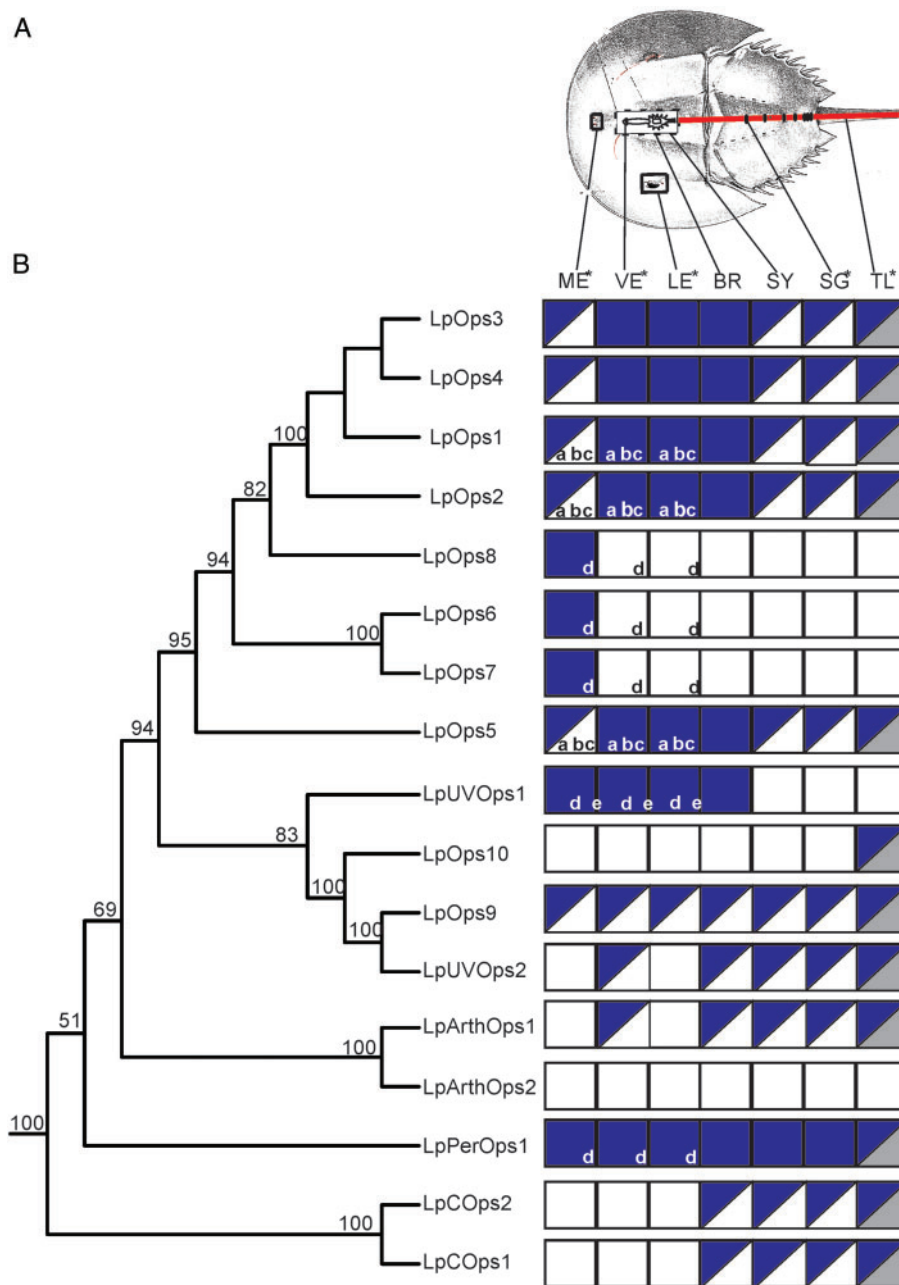 A
B
ME* VE* LE* BR SY SG* TL*
LpOps3
LpOps4
LpOps1 a bc a bc a bc
100
LpOps2 a bc a bc a bc
82
LpOps8 d d d
94
LpOps6 d d d
100
LpOps7 d d d
95
LpOps5 a bc a bc a bc
94
LpUVOps1 d e d e d e
83
LpOps10
100
LpOps9
100
LpUVOps2
69
LpArthOps1
51
100
LpArthOps2
100
LpPerOps1 d d d
LpCOps2
100
LpCOps1